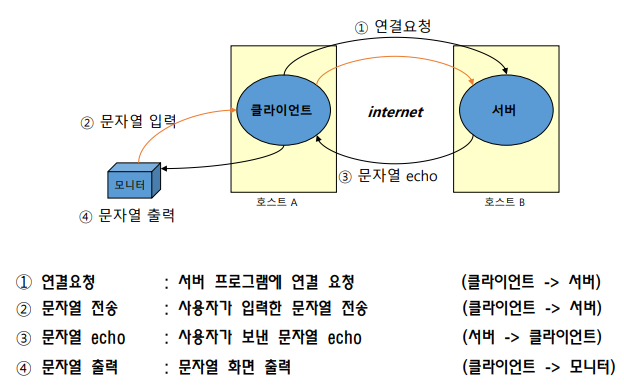 ① 연결요청
클라이언트
internet
서버
② 문자열 입력
모니터
③ 문자열 echo
호스트 A
호스트 B
④ 문자열 출력
① 연결요청 : 서버 프로그램에 연결 요청 (클라이언트 -> 서버)
② 문자열 전송 : 사용자가 입력한 문자열 전송 (클라이언트 -> 서버)
③ 문자열 echo : 사용자가 보낸 문자열 echo (서버 -> 클라이언트)
④ 문자열 출력 : 문자열 화면 출력 (클라이언트 -> 모니터)